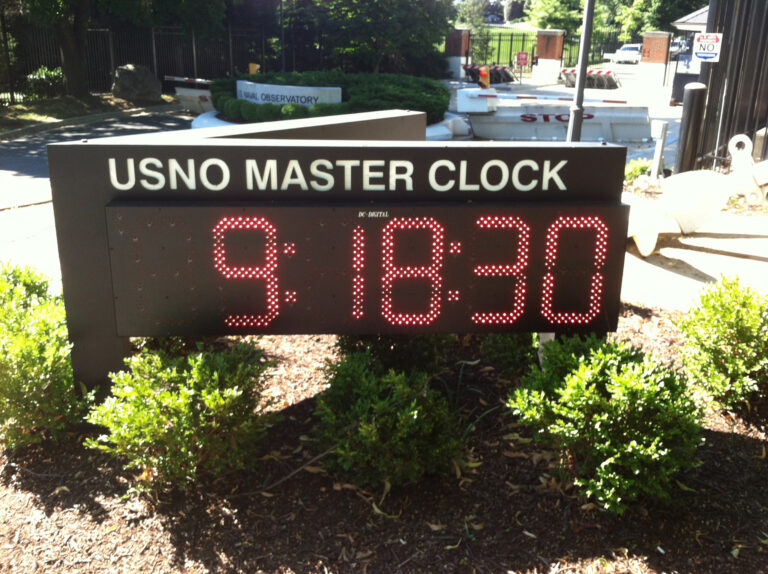 NO
NAVAL OBSERVATORY
STOP
USNO MASTER CLOCK
DC-DIGITAL
9:18:30